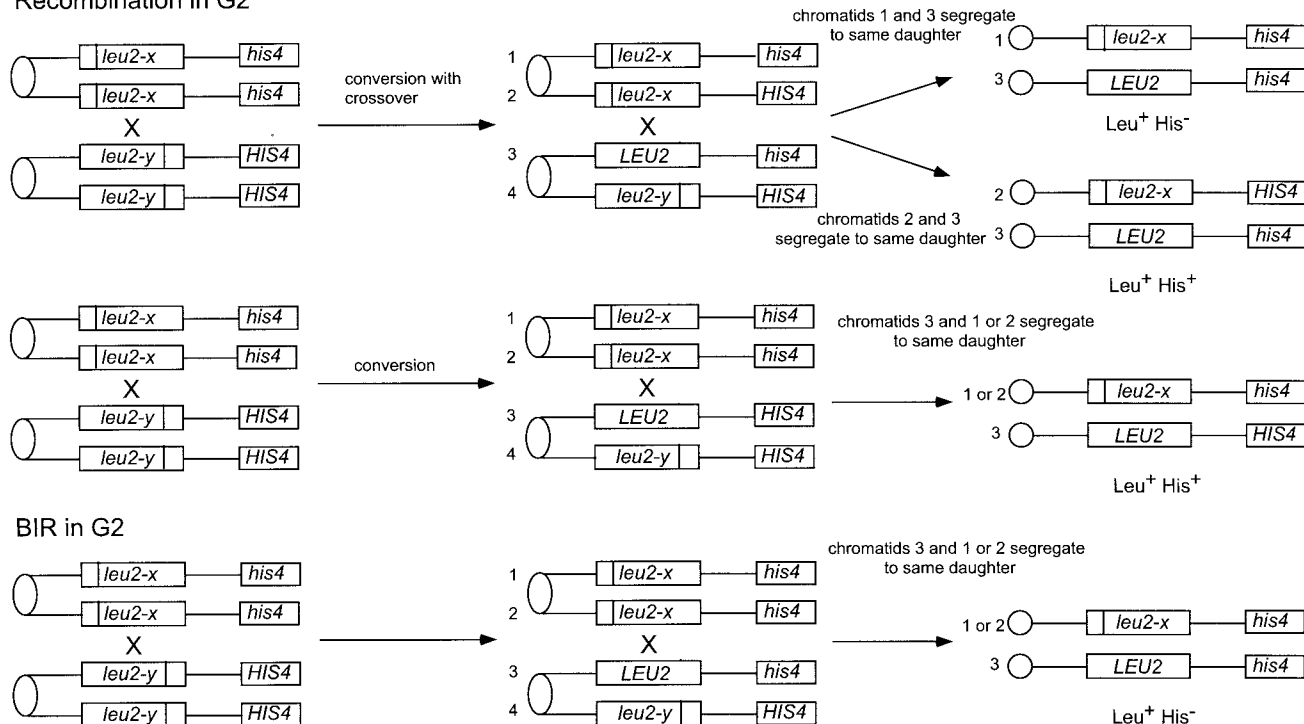 Recombination in G2
leu2-x his4
leu2-x his4
X
leu2-y HIS4
leu2-y HIS4
conversion with
crossover
1 leu2-x his4
2 leu2-x HIS4
X
3 LEU2 his4
4 leu2-y HIS4
chromatids 1 and 3 segregate
to same daughter
1 leu2-x his4
3 LEU2 his4
Leu+ His-
chromatids 2 and 3
segregate to same daughter
2 leu2-x HIS4
3 LEU2 his4
Leu+ His+
leu2-x his4
leu2-x his4
X
leu2-y HIS4
leu2-y HIS4
conversion
1 leu2-x his4
2 leu2-x his4
X
3 LEU2 HIS4
4 leu2-y HIS4
chromatids 3 and 1 or 2 segregate
to same daughter
1 or 2 leu2-x his4
3 LEU2 HIS4
Leu+ His+
BIR in G2
leu2-x his4
leu2-x his4
X
leu2-y HIS4
leu2-y HIS4
1 leu2-x his4
2 leu2-x his4
X
3 LEU2 his4
4 leu2-y HIS4
chromatids 3 and 1 or 2 segregate
to same daughter
1 or 2 leu2-x his4
3 LEU2 his4
Leu+ His-